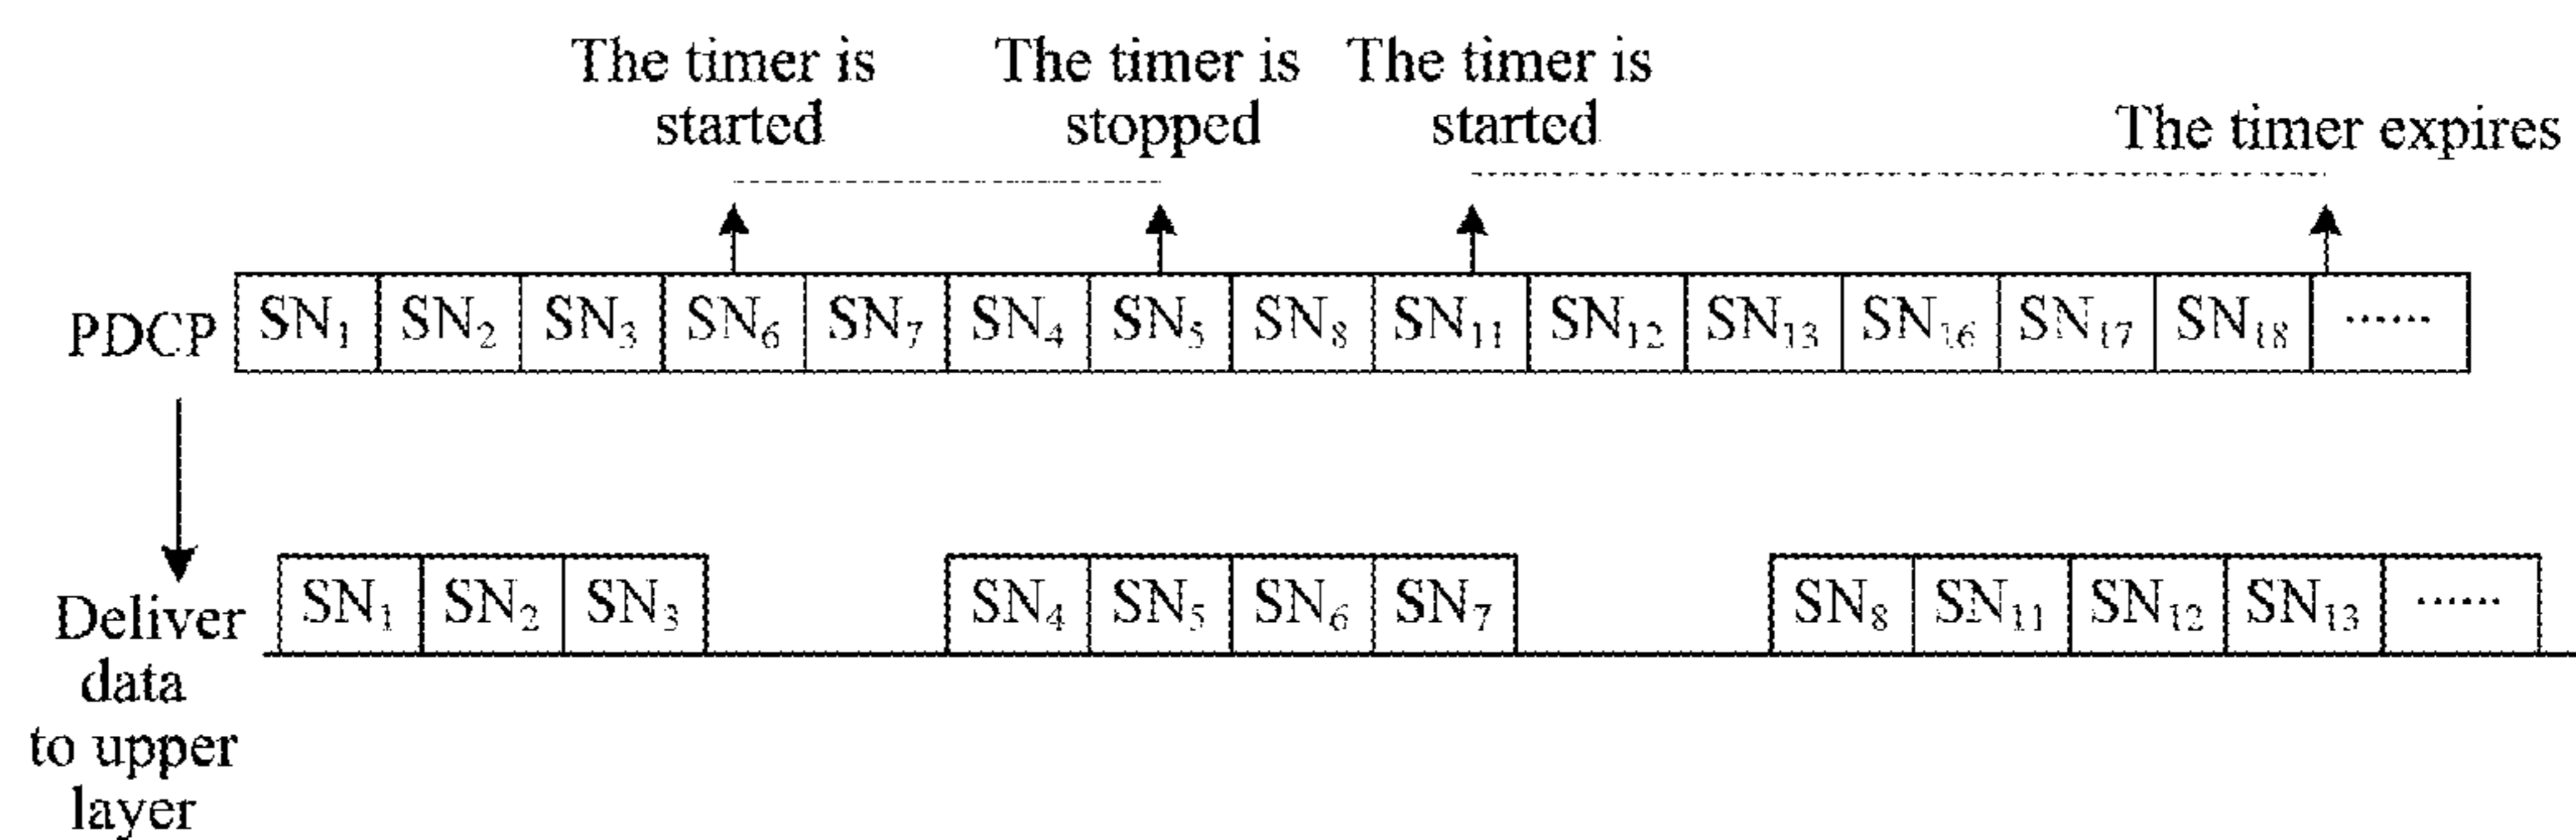 The timer is
started
The timer is
stopped
The timer is
started
The timer expires
PDCP SN₁ SN₂ SN₃ SN₆ SN₇ SN₄ SN₅ SN₈ SN₁₁ SN₁₂ SN₁₃ SN₁₆ SN₁₇ SN₁₈ ......
Deliver
data
to upper
layer
SN₁ SN₂ SN₃ SN₄ SN₅ SN₆ SN₇ SN₈ SN₁₁ SN₁₂ SN₁₃ ......